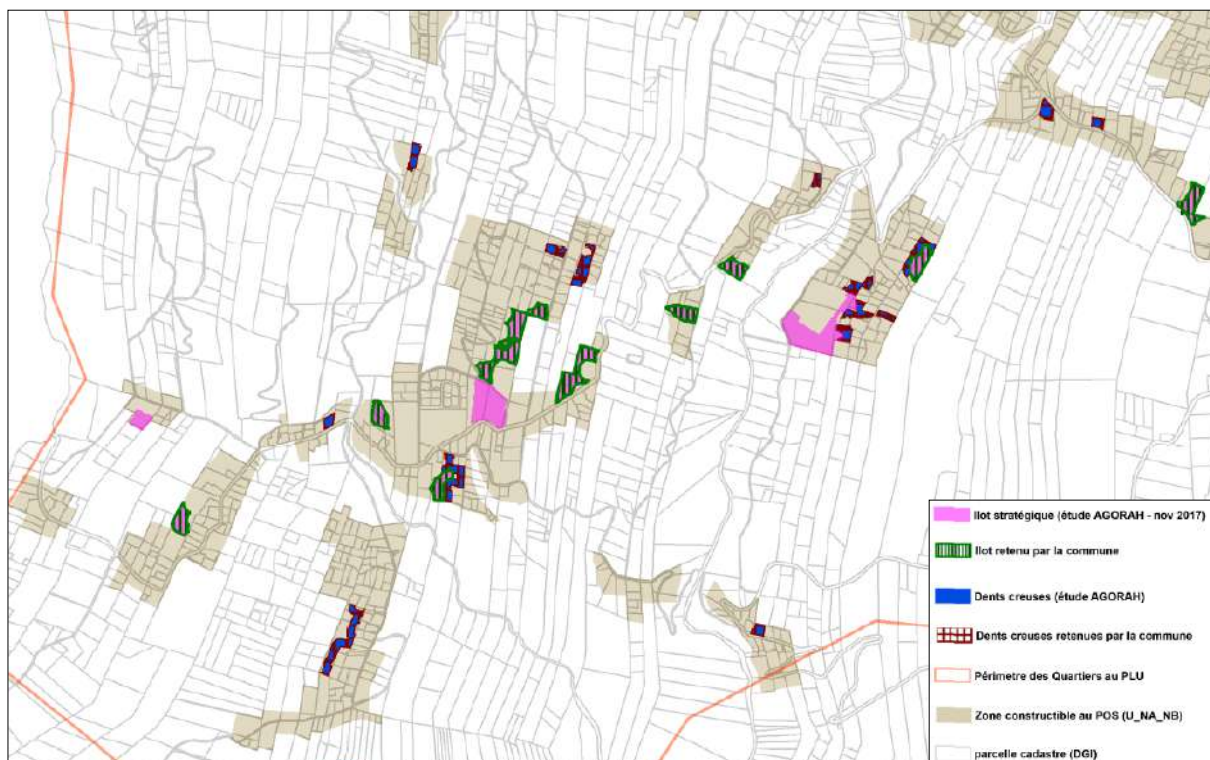 Ilot stratégique (étude AGORAH - nov 2017)
Ilot retenu par la commune
Dents creuses (étude AGORAH)
Dents creuses retenues par la commune
Périmetre des Quartiers au PLU
Zone constructible au POS (U_NA_NB)
parcelle cadastre (DGI)